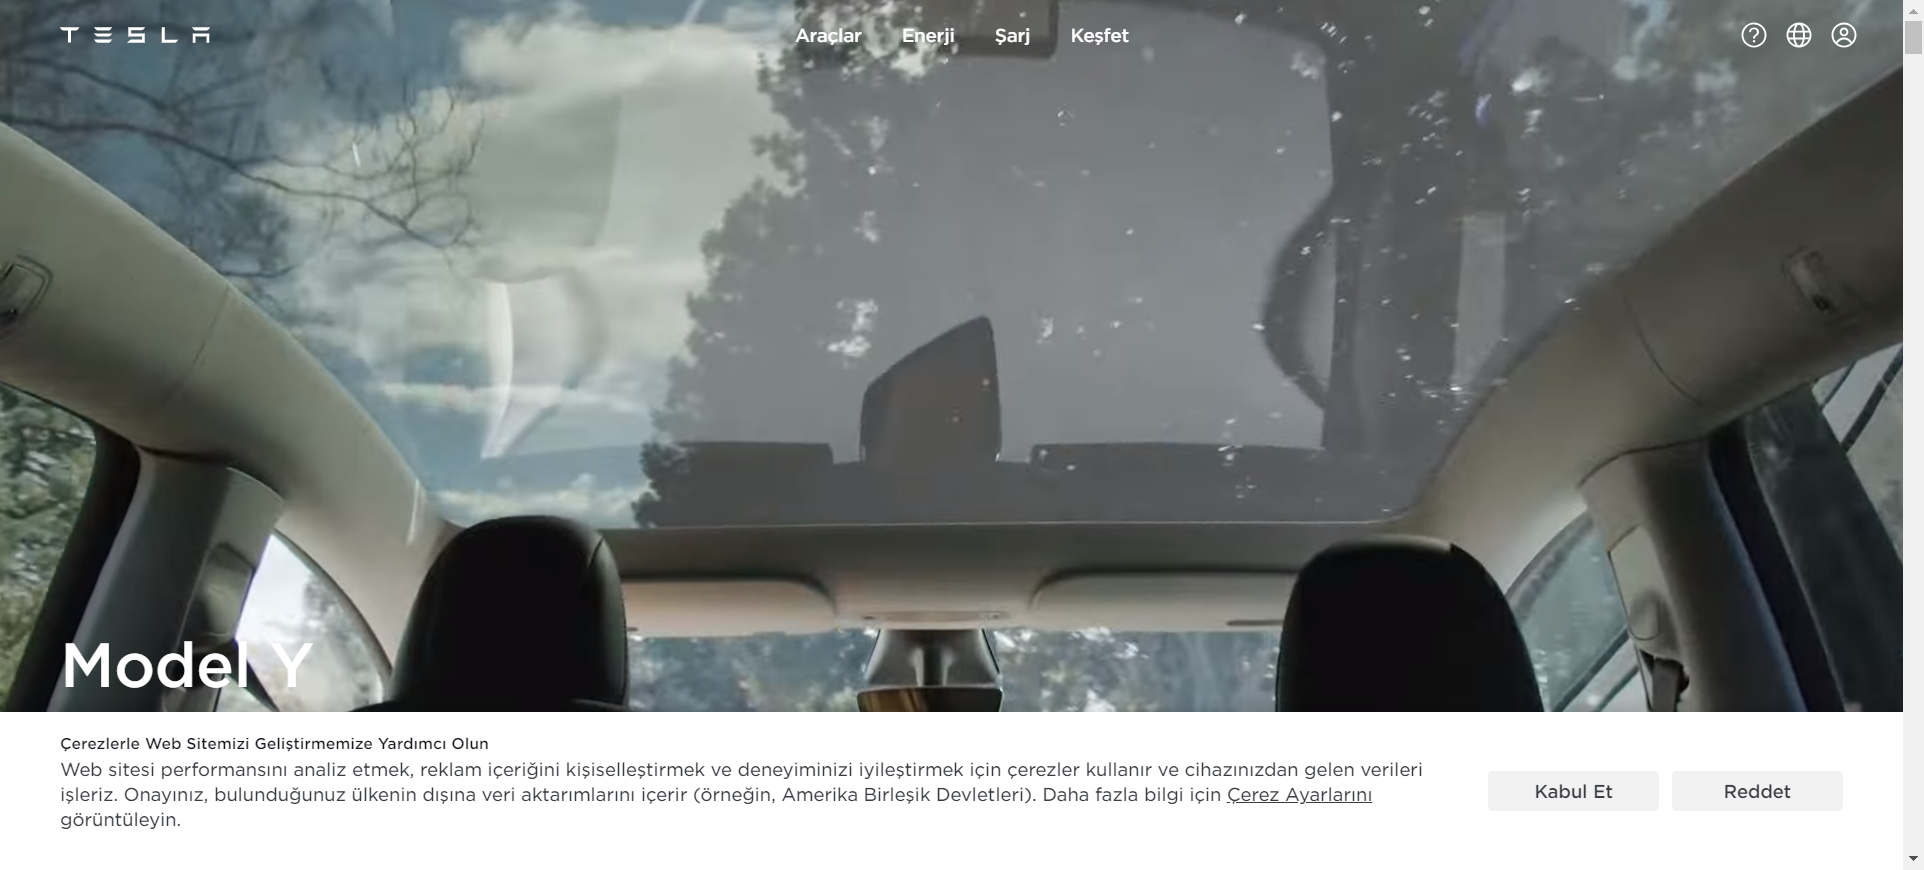 TESLA
Araçlar Enerji Şarj Keşfet
Model Y
Çerezlerle Web Sitemizi Geliştirmemize Yardımcı Olun
Web sitesi performansını analiz etmek, reklam içeriğini kişiselleştirmek ve deneyiminizi iyileştirmek için çerezler kullanır ve cihazınızdan gelen verileri
işleriz. Onayınız, bulunduğunuz ülkenin dışına veri aktarımlarını içerir (örneğin, Amerika Birleşik Devletleri). Daha fazla bilgi için Çerez Ayarlarını
görüntüleyin.
Kabul Et
Reddet